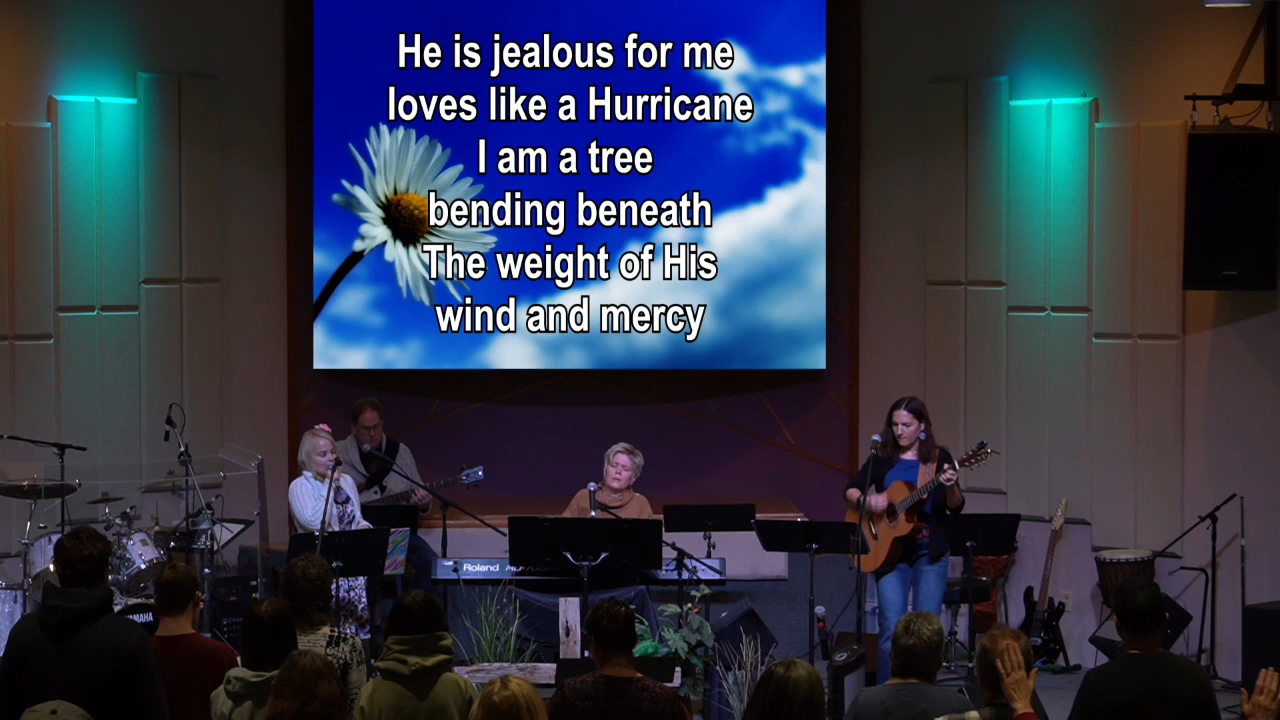 He is jealous for me
loves like a Hurricane
I am a tree
bending beneath
The weight of His
wind and mercy
Roland
YAMAHA